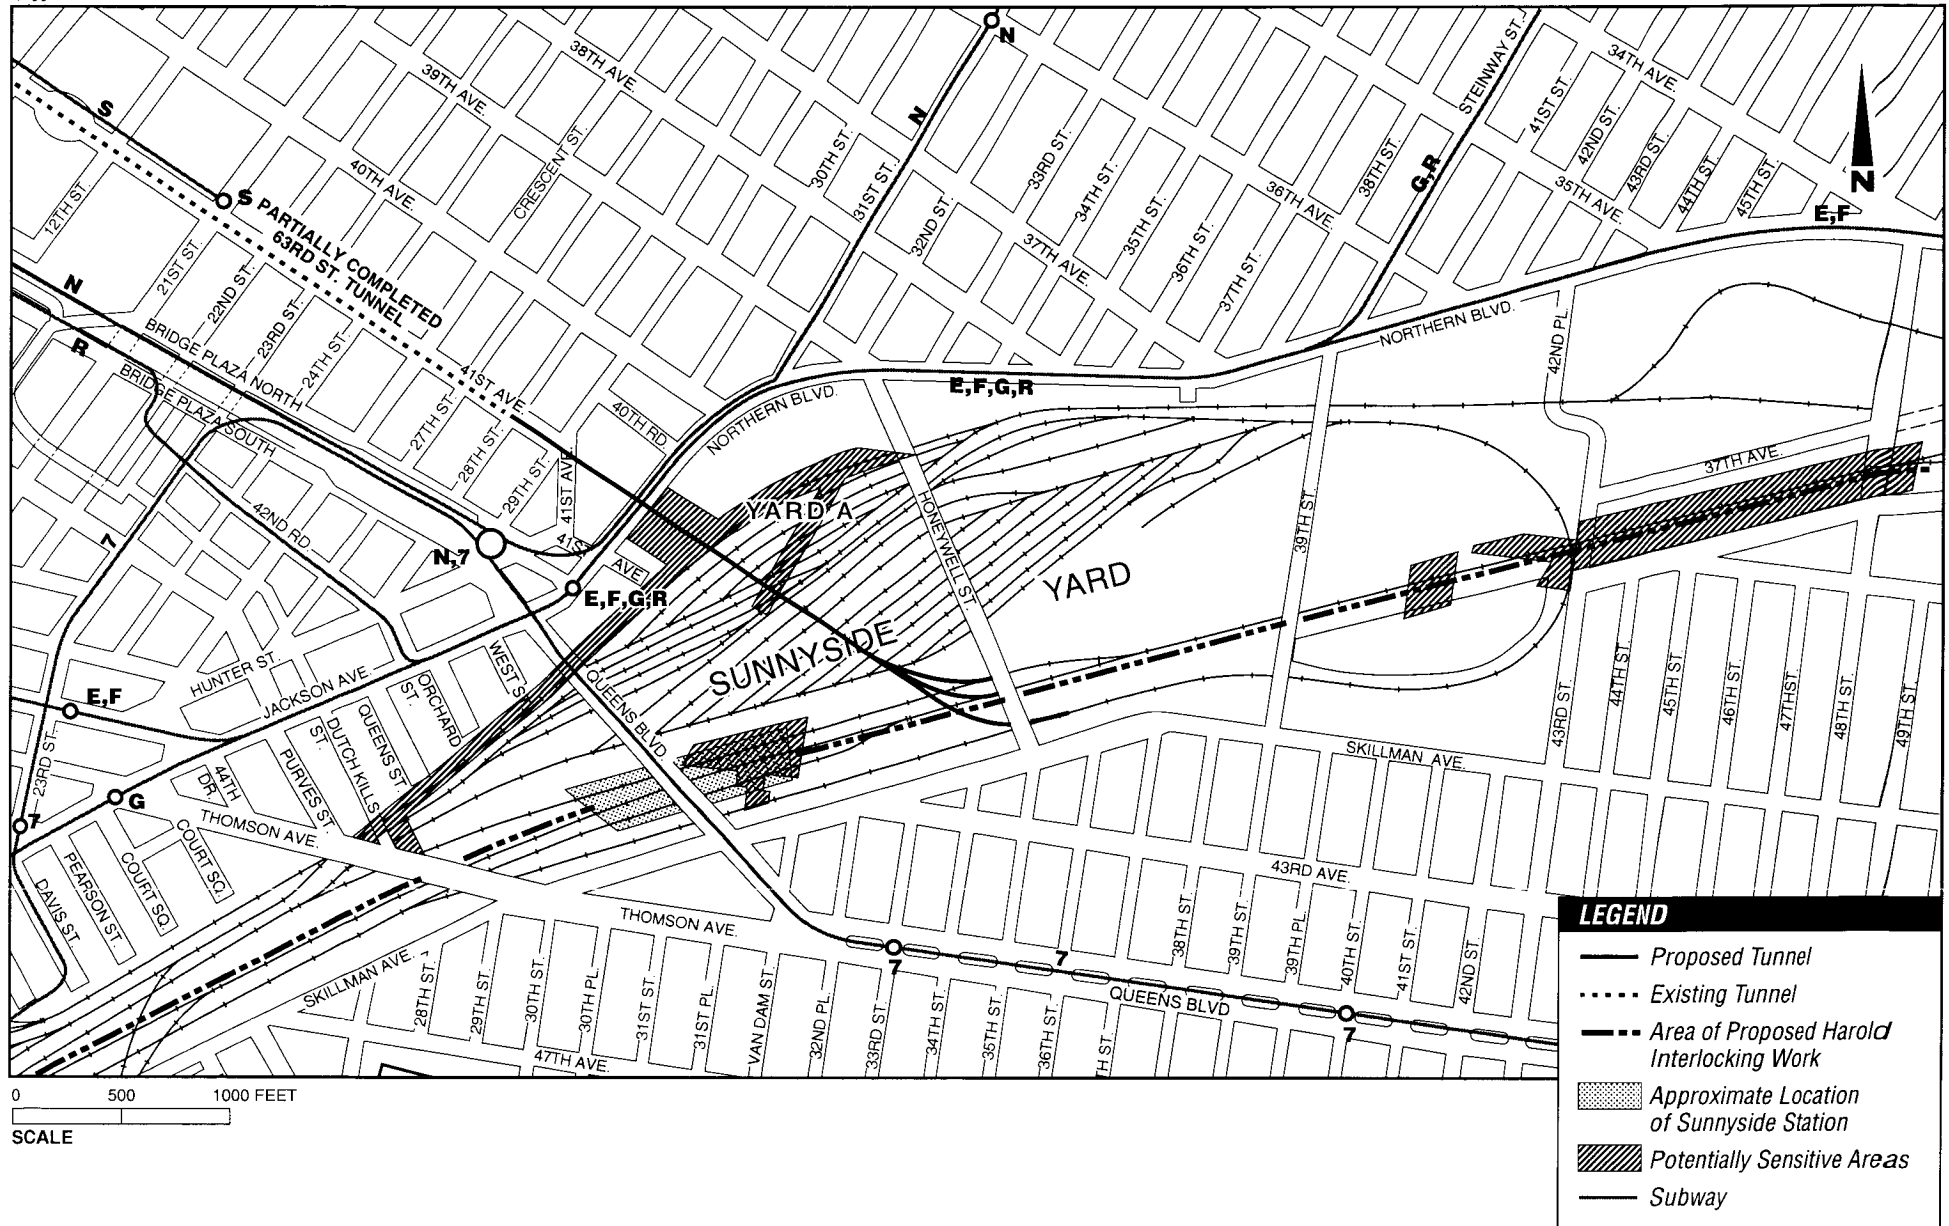 38TH AVE.
39TH AVE.
N
STEINWAY ST.
34TH AVE.
S
N
41ST ST.
42ND ST.
43RD ST.
44TH ST.
45TH ST.
N
40TH AVE.
CRESCENT ST.
30TH ST.
31ST ST.
33RD ST.
34TH ST.
35TH ST.
36TH ST.
37TH ST.
38TH ST.
G,R
36TH AVE.
35TH AVE.
12TH ST.
S
PARTIALLY COMPLETED
63RD ST. TUNNEL
32ND ST.
37TH AVE.
E,F
21ST ST.
22ND ST.
23RD ST.
24TH ST.
N
R
BRIDGE PLAZA NORTH
BRIDGE PLAZA SOUTH
41ST AVE.
40TH RD.
NORTHERN BLVD.
E,F,G,R
NORTHERN BLVD.
42ND PL.
27TH ST.
28TH ST.
29TH ST.
41ST AVE.
41ST
AVE.
37TH AVE.
42ND RD.
7
N,7
E,F,G,R
YARD A
HONEYWELL ST.
39TH ST.
SUNNYSIDE
YARD
HUNTER ST.
JACKSON AVE.
WEST S
ORCHARD
ST.
QUEENS ST.
DUTCH KILLS
ST.
PURVES ST.
44TH
DR.
QUEENS BLVD.
E,F
23RD ST.
G
7
THOMSON AVE.
COURT SQ.
COURT SQ.
PEARSON ST.
DAVIS ST.
43RD ST.
44TH ST.
45TH ST.
46TH ST.
47TH ST.
48TH ST.
49TH ST.
SKILLMAN AVE.
43RD AVE.
THOMSON AVE.
SKILLMAN AVE.
28TH ST.
29TH ST.
30TH ST.
30TH PL.
31ST ST.
31ST PL.
VAN DAM ST.
32ND PL.
33RD ST.
34TH ST.
35TH ST.
36TH ST.
TH ST.
38TH ST.
39TH ST.
39TH PL.
40TH ST.
41ST ST.
42ND ST.
7
7
QUEENS BLVD
7
47TH AVE.
0 500 1000 FEET
SCALE
LEGEND
Proposed Tunnel
Existing Tunnel
Area of Proposed Harold
Interlocking Work
Approximate Location
of Sunnyside Station
Potentially Sensitive Areas
Subway